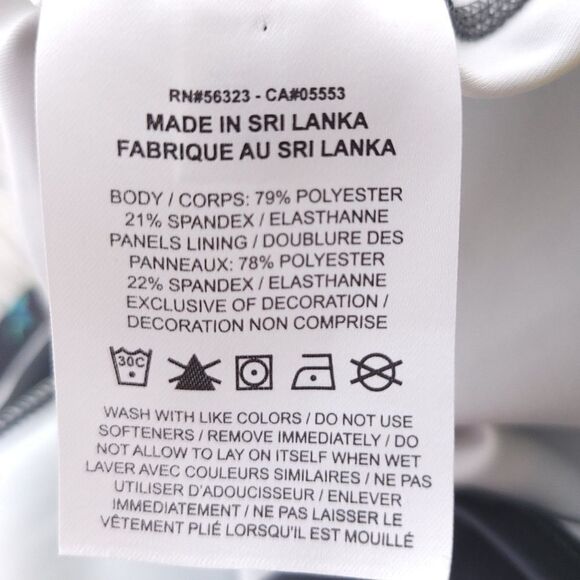 RN#56323 - CA#05553
MADE IN SRI LANKA
FABRIQUE AU SRI LANKA
BODY / CORPS: 79% POLYESTER
21% SPANDEX / ELASTHANNE
PANELS LINING / DOUBLURE DES
PANNEAUX: 78% POLYESTER
22% SPANDEX / ELASTHANNE
EXCLUSIVE OF DECORATION /
DECORATION NON COMPRISE
30C
WASH WITH LIKE COLORS / DO NOT USE
SOFTENERS / REMOVE IMMEDIATELY / DO
NOT ALLOW TO LAY ON ITSELF WHEN WET
LAVER AVEC COULEURS SIMILAIRES / NE PAS
UTILISER D'ADOUCISSEUR / ENLEVER
IMMÉDIATEMENT / NE PAS LAISSER LE
VÊTEMENT PLIÉ LORSQU'IL EST MOUILLÉ